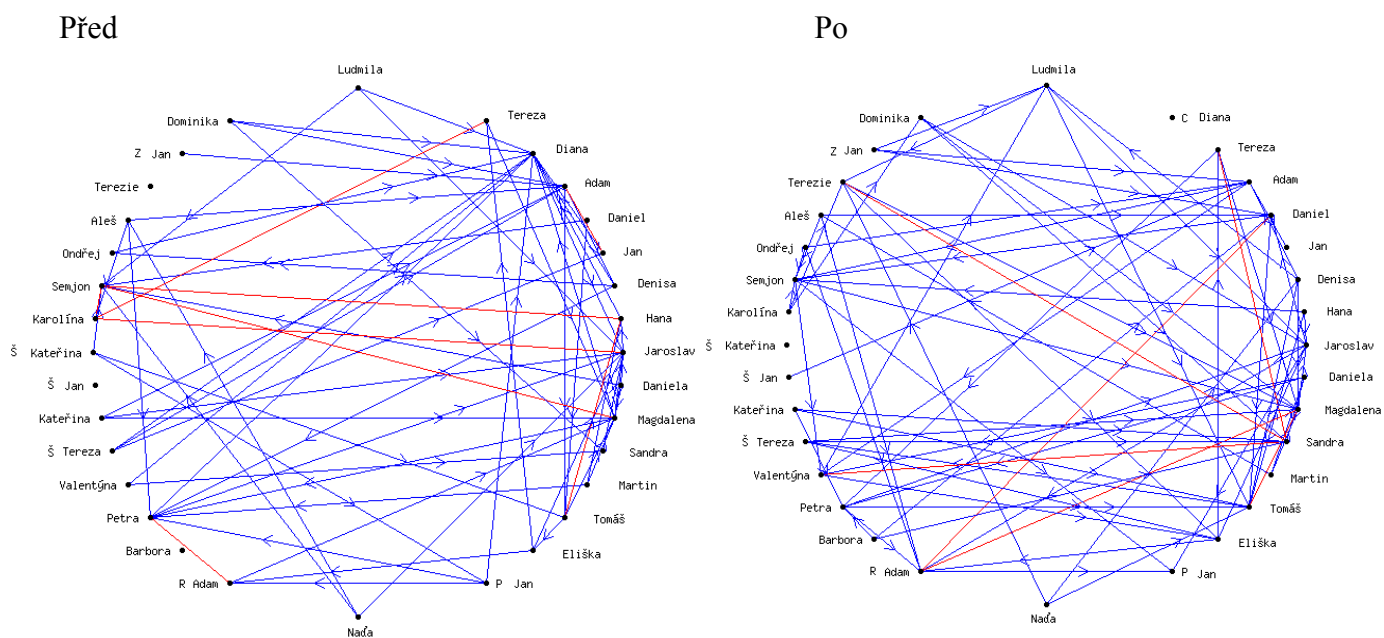 Před
Po
Ludmila
Tereza
Dominika
Diana
Z Jan
Adam
Terezie
Daniel
Aleš
Jan
Ondřej
Denisa
Semjon
Hana
Karolína
Jaroslav
Š Kateřina
Daniela
Š Jan
Magdalena
Kateřina
Sandra
Š Tereza
Martin
Valentýna
Tomáš
Petra
Eliška
Barbora
R Adam
P Jan
Naďa
Ludmila
C Diana
Dominika
Tereza
Z Jan
Adam
Terezie
Daniel
Aleš
Jan
Ondřej
Denisa
Semjon
Hana
Karolína
Jaroslav
Š Kateřina
Daniela
Š Jan
Magdalena
Kateřina
Sandra
Š Tereza
Martin
Valentýna
Tomáš
Petra
Eliška
Barbora
R Adam
P Jan
Naďa